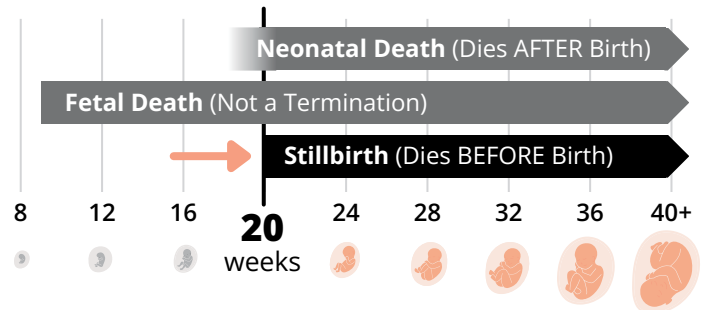 Neonatal Death (Dies AFTER Birth)
Fetal Death (Not a Termination)
Stillbirth (Dies BEFORE Birth)
8 12 16 20 24 28 32 36 40+
weeks